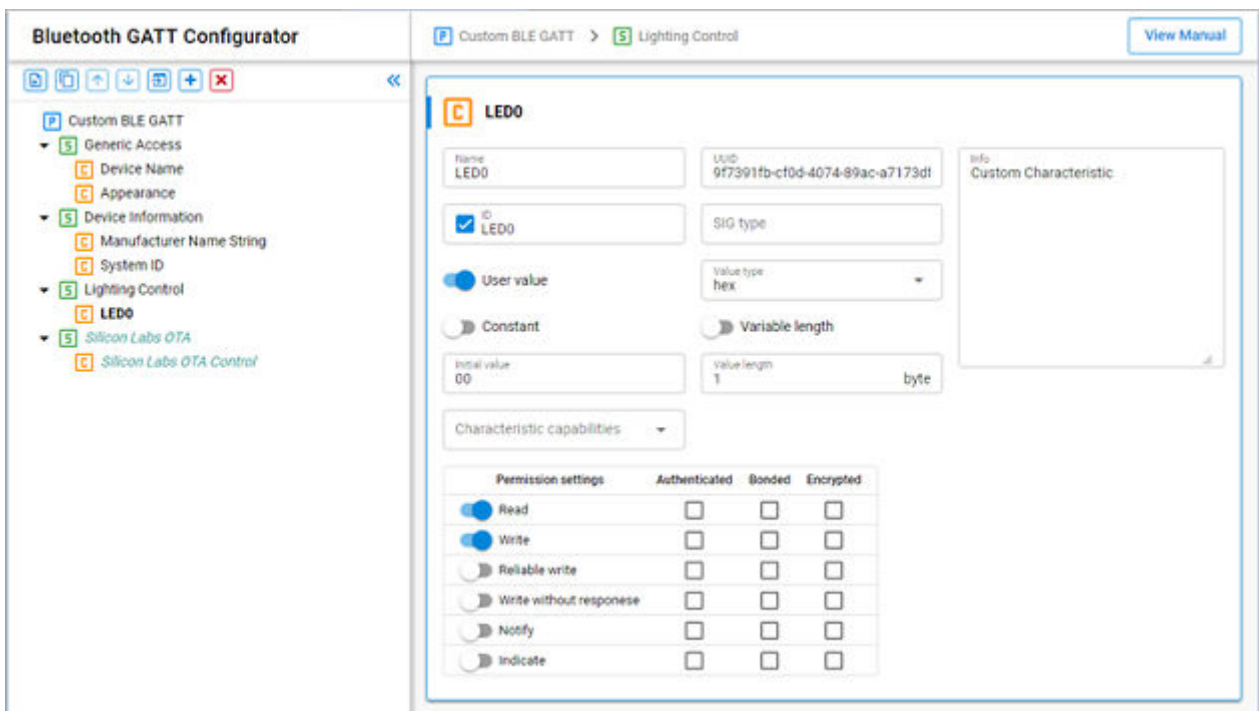 Bluetooth GATT Configurator
P Custom BLE GATT > S Lighting Control
View Manual
P Custom BLE GATT
S Generic Access
C Device Name
C Appearance
S Device Information
C Manufacturer Name String
C System ID
S Lighting Control
C LED0
S Silicon Labs OTA
C Silicon Labs OTA Control
C LED0
Name
LED0
UUID
9f7391fb-cf0d-4074-89ac-a7173df
Info
Custom Characteristic
ID
LED0
SIG type
User value
Value type
hex
Constant
Variable length
Initial value
00
Value length
1 byte
Characteristic capabilities
Permission settings Authenticated Bonded Encrypted
Read
Write
Reliable write
Write without responese
Notify
Indicate